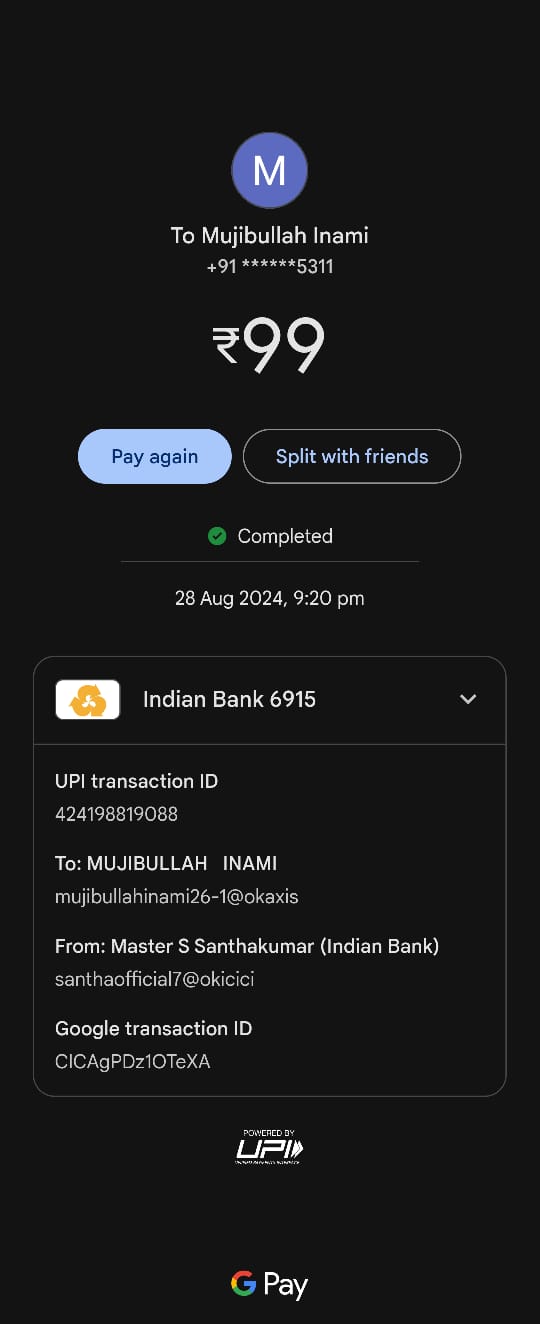 M
To Mujibullah Inami
+91 ******5311
₹99
Pay again
Split with friends
Completed
28 Aug 2024, 9:20 pm
Indian Bank 6915
UPI transaction ID
424198819088
To: MUJIBULLAH   INAMI
mujibullahinami26-1@okaxis
From: Master S Santhakumar (Indian Bank)
santhaofficial7@okicici
Google transaction ID
CICAgPDz1OTeXA
POWERED BY
UPI
G Pay